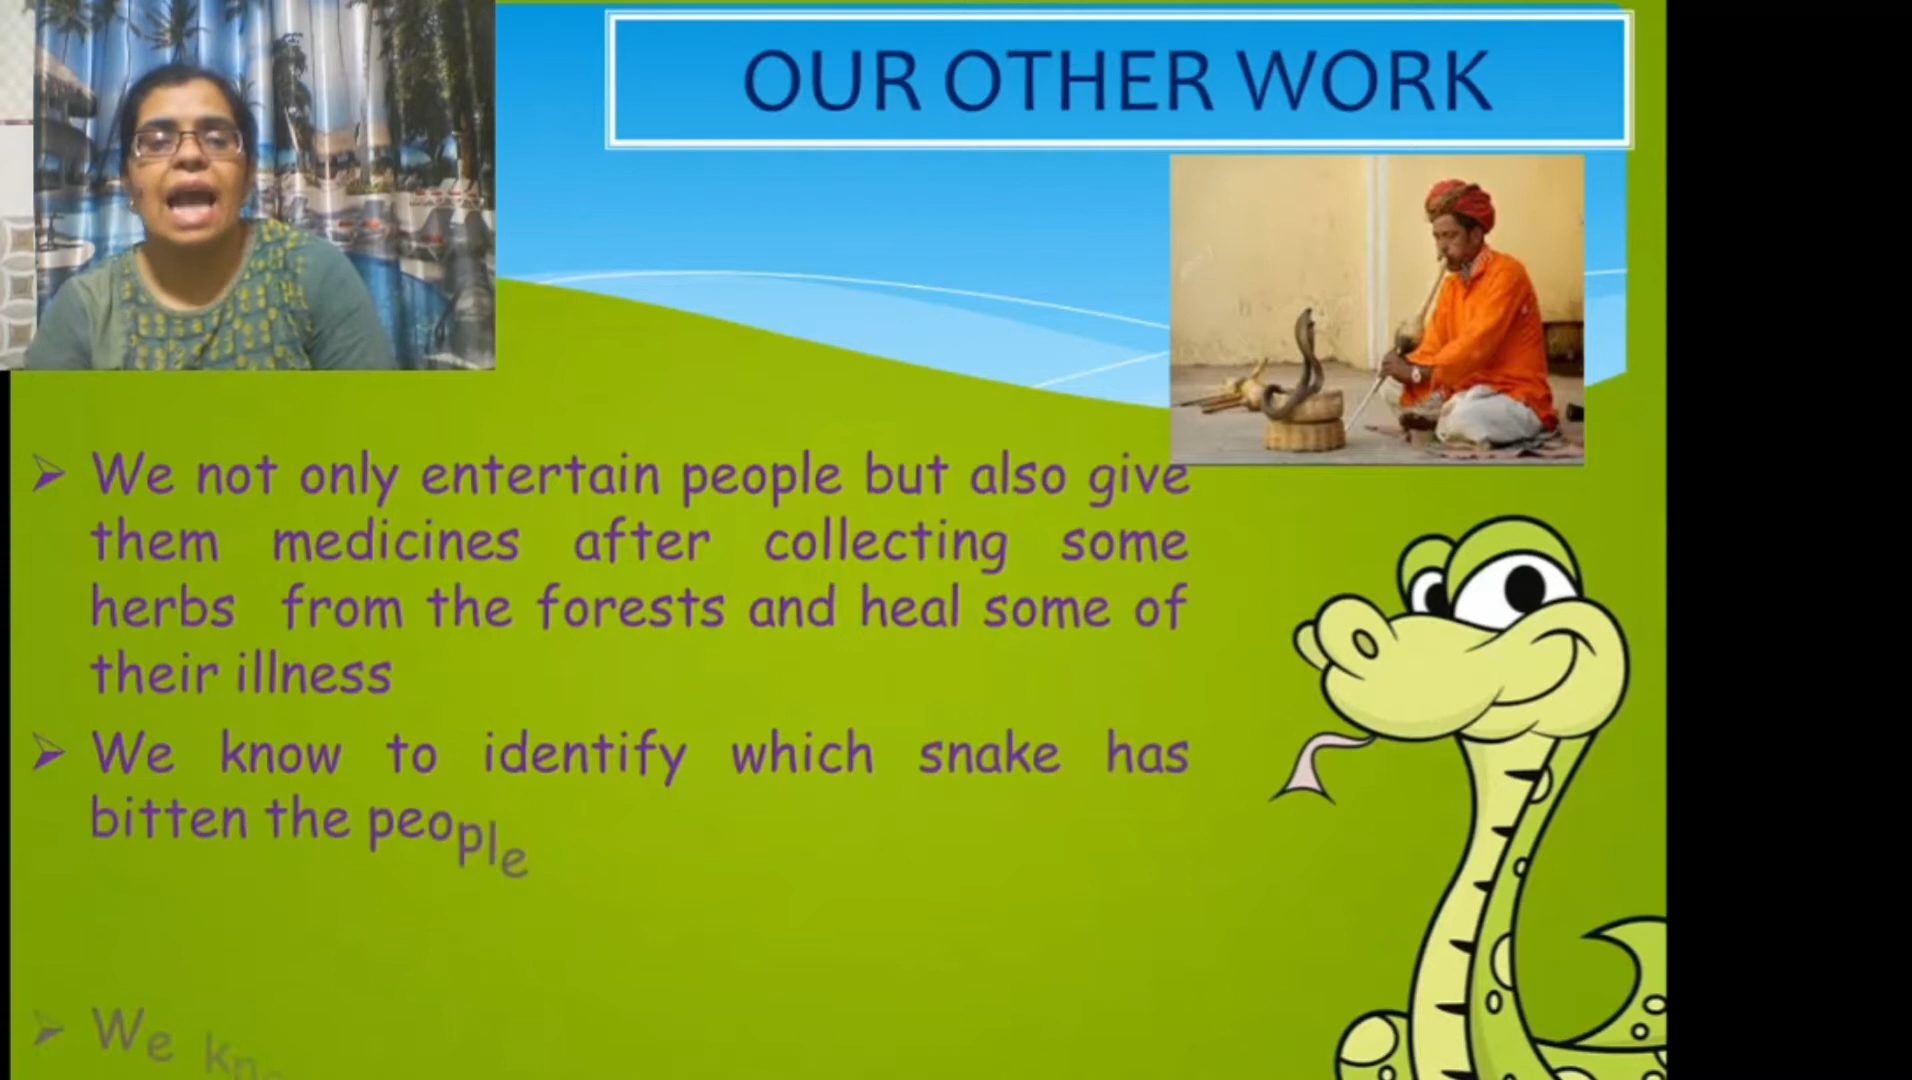 OUR OTHER WORK
We not only entertain people but also give
them medicines after collecting some
herbs from the forests and heal some of
their illness
We know to identify which snake has
bitten the people
We